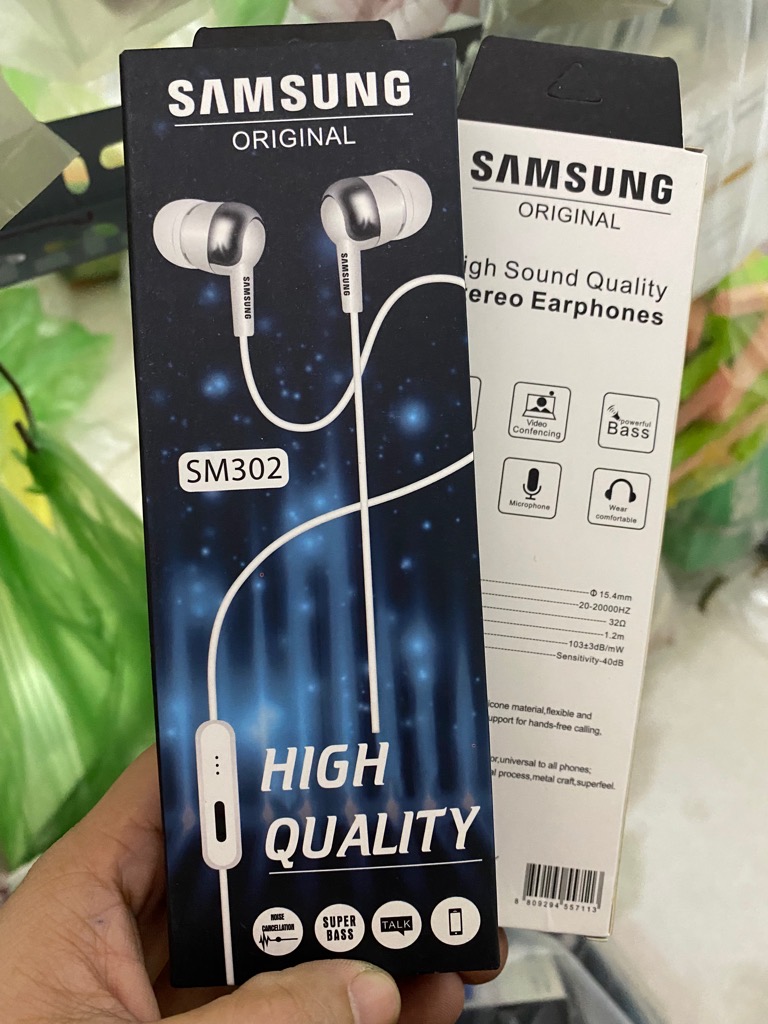 SAMSUNG
ORIGINAL
SAMSUNG
SAMSUNG
SM302
HIGH
QUALITY
NOISE
CANCELLATION
SUPER
BASS
TALK
SAMSUNG
ORIGINAL
igh Sound Quality
ereo Earphones
Video
Confencing
powerful
Bass
Microphone
Wear
comfortable
Φ 15.4mm
20-20000HZ
32Ω
1.2m
103±3dB/mW
Sensitivity-40dB
cone material,flexible and
upport for hands-free calling,
or,universal to all phones;
al process,metal craft,superfeel.
8 809294 557113